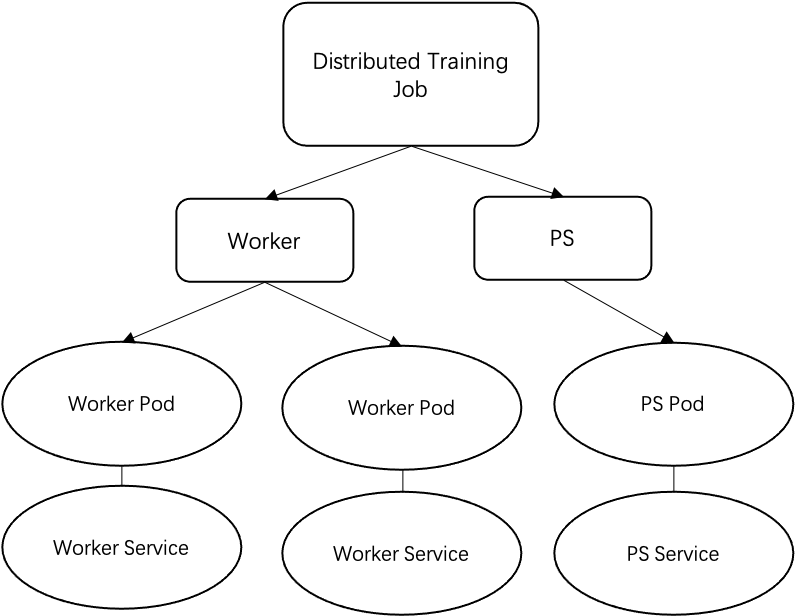 Distributed Training
Job
Worker
PS
Worker Pod
Worker Pod
PS Pod
Worker Service
Worker Service
PS Service